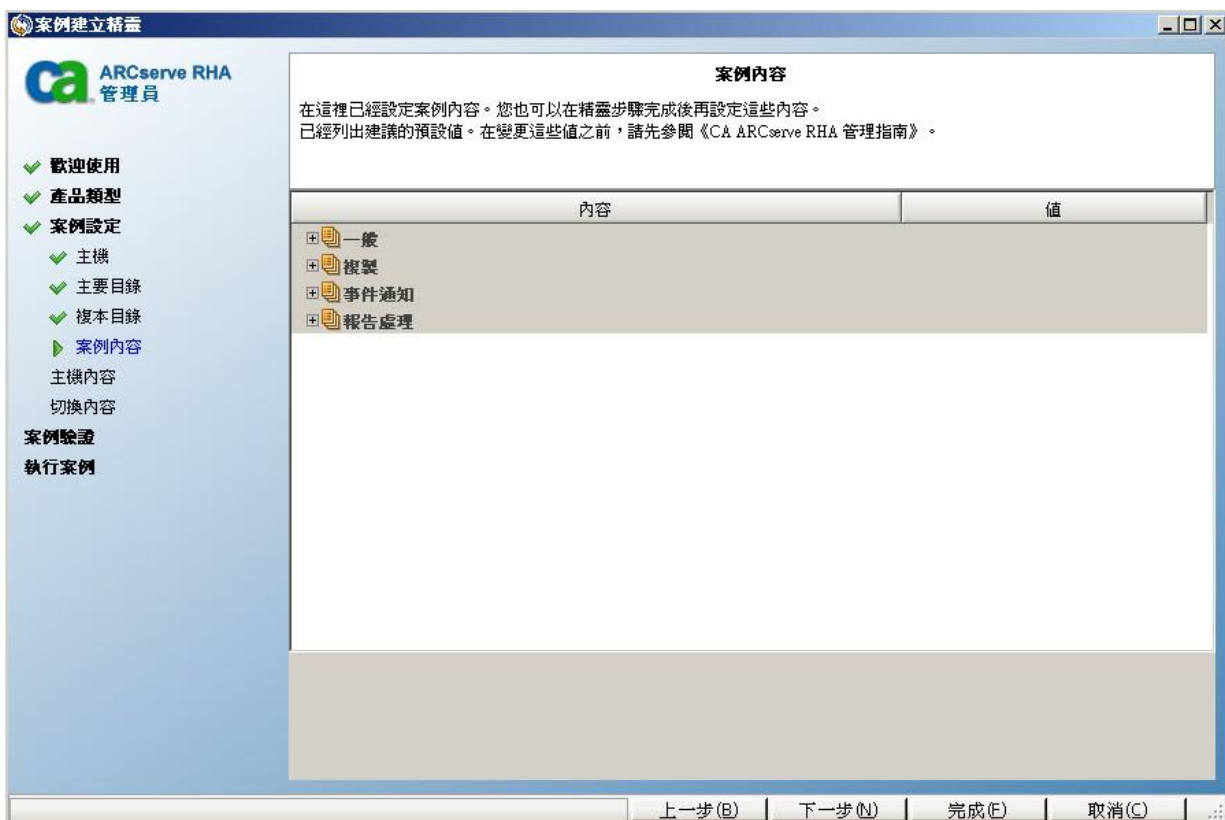 案例建立精靈
ca
ARCserve RHA
管理員
歡迎使用
產品類型
案例設定
主機
主要目錄
複本目錄
案例內容
主機內容
切換內容
案例驗證
執行案例
案例內容
在這裡已經設定案例內容。您也可以在精靈步驟完成後再設定這些內容。
已經列出建議的預設值。在變更這些值之前,請先參閱《CA ARCserve RHA 管理指南》。
內容 值
一般
複製
事件通知
報告處理
上一步(B) 下一步(N) 完成(F) 取消(C)